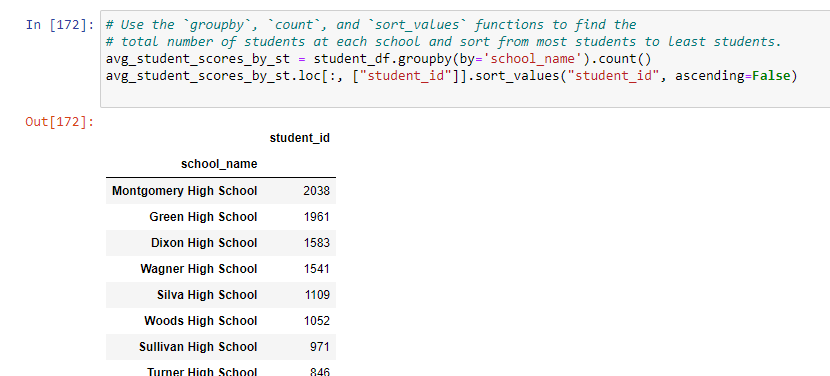 In [172]: # Use the `groupby`, `count`, and `sort_values` functions to find the
# total number of students at each school and sort from most students to least students.
avg_student_scores_by_st = student_df.groupby(by='school_name').count()
avg_student_scores_by_st.loc[:, ["student_id"]].sort_values("student_id", ascending=False)
Out[172]:
student_id
school_name
Montgomery High School 2038
Green High School 1961
Dixon High School 1583
Wagner High School 1541
Silva High School 1109
Woods High School 1052
Sullivan High School 971
Turner High School 846